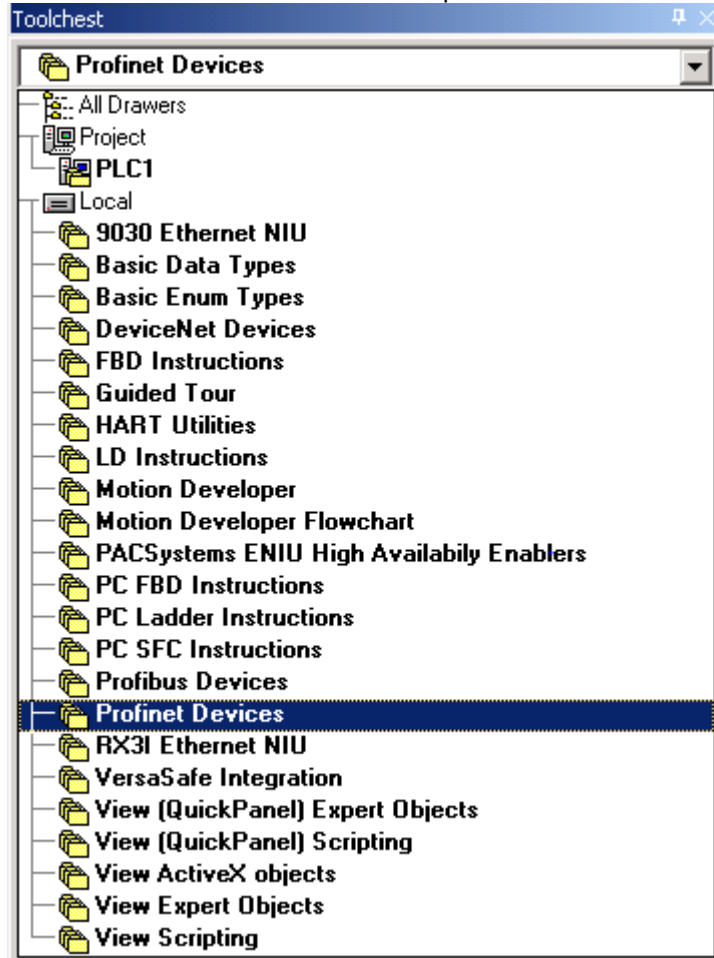 Toolchest
Profinet Devices
All Drawers
Project
PLC1
Local
9030 Ethernet NIU
Basic Data Types
Basic Enum Types
DeviceNet Devices
FBD Instructions
Guided Tour
HART Utilities
LD Instructions
Motion Developer
Motion Developer Flowchart
PACSystems ENIU High Availabily Enablers
PC FBD Instructions
PC Ladder Instructions
PC SFC Instructions
Profibus Devices
Profinet Devices
RX3I Ethernet NIU
VersaSafe Integration
View (QuickPanel) Expert Objects
View (QuickPanel) Scripting
View ActiveX objects
View Expert Objects
View Scripting